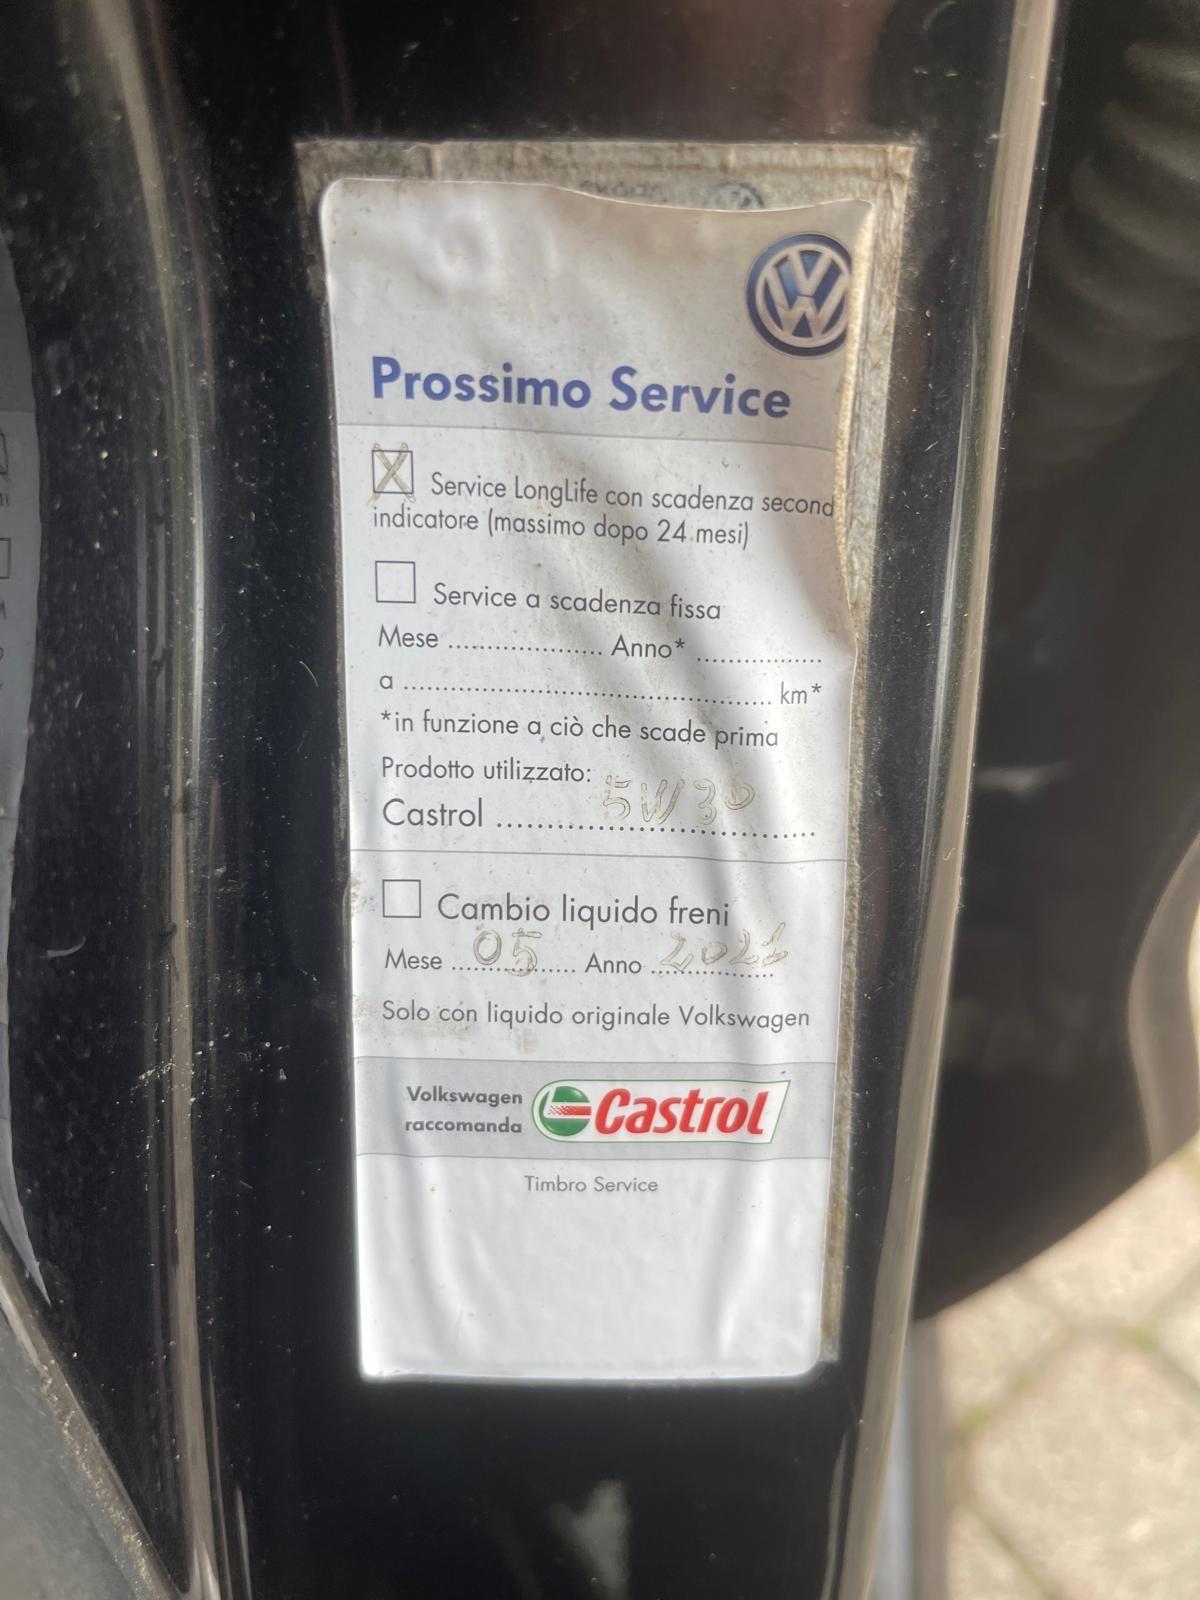 Prossimo Service
X Service LongLife con scadenza second
indicatore (massimo dopo 24 mesi)
Service a scadenza fissa
Mese .................... Anno* .................
a ................................................ km*
*in funzione a ciò che scade prima
Prodotto utilizzato:
Castrol 5W30
Cambio liquido freni
Mese 05 Anno 2021
Solo con liquido originale Volkswagen
Volkswagen
raccomanda
Castrol
Timbro Service